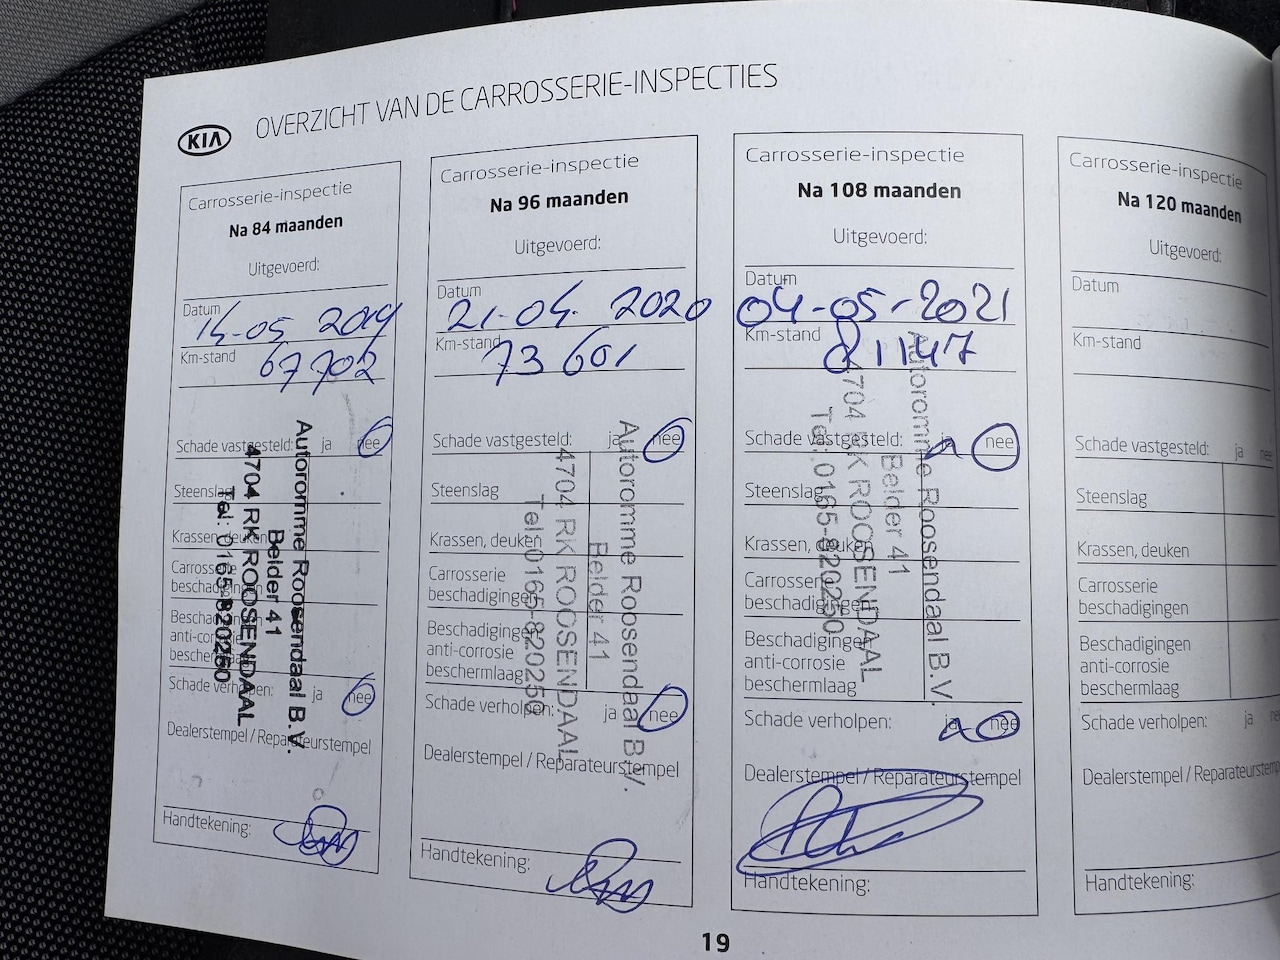 KIA
OVERZICHT VAN DE CARROSSERIE-INSPECTIES
Carrosserie-inspectie
Na 84 maanden
Uitgevoerd:
Datum
14-05 2019
Km-stand
67702
Schade vastgesteld: ja nee
Steenslag
Krassen, deuken
Carrosserie
beschadigingen
Beschadigingen
anti-corrosie
beschermlaag
Schade verholpen: ja nee
Dealerstempel / Reparateurstempel
Handtekening:
Autoromme Roosendaal B.V.
Belder 41
4704 RK ROOSENDAAL
Tel: 0165-820250
Carrosserie-inspectie
Na 96 maanden
Uitgevoerd:
Datum
21-04- 2020
Km-stand
73 601
Schade vastgesteld: ja nee
Steenslag
Krassen, deuken
Carrosserie
beschadigingen
Beschadigingen
anti-corrosie
beschermlaag
Schade verholpen: ja nee
Dealerstempel / Reparateurstempel
Handtekening:
Autoromme Roosendaal B.V.
Belder 41
4704 RK ROOSENDAAL
Tel: 0165-820250
Carrosserie-inspectie
Na 108 maanden
Uitgevoerd:
Datum
04-05-2021
Km-stand
81147
Schade vastgesteld: ja nee
Steenslag
Krassen, deuken
Carrosserie
beschadigingen
Beschadigingen
anti-corrosie
beschermlaag
Schade verholpen: ja nee
Dealerstempel / Reparateurstempel
Handtekening:
Autoromme Roosendaal B.V.
Belder 41
4704 RK ROOSENDAAL
Tel: 0165-820250
Carrosserie-inspectie
Na 120 maanden
Uitgevoerd:
Datum
Km-stand
Schade vastgesteld: ja nee
Steenslag
Krassen, deuken
Carrosserie
beschadigingen
Beschadigingen
anti-corrosie
beschermlaag
Schade verholpen: ja
Dealerstempel /
Handtekening:
19